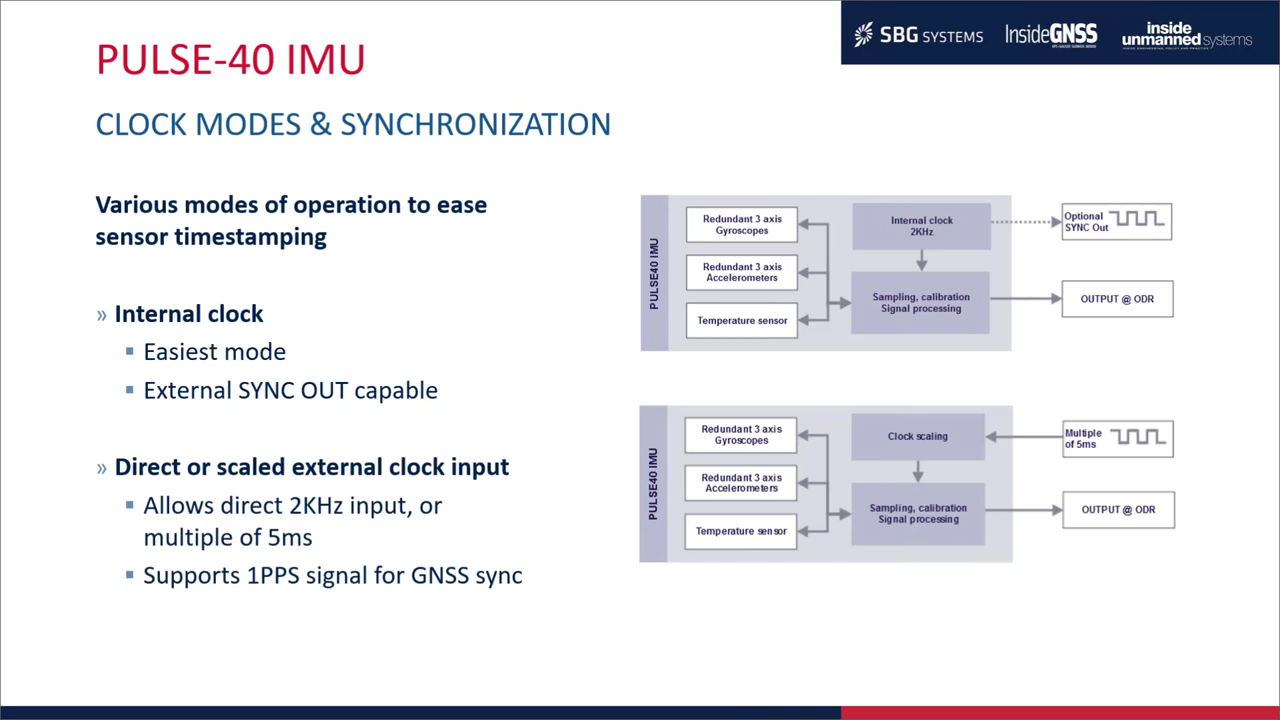 SBG SYSTEMS
InsideGNSS
inside
unmanned systems
PULSE-40 IMU
CLOCK MODES & SYNCHRONIZATION
Various modes of operation to ease
sensor timestamping
» Internal clock
▪ Easiest mode
▪ External SYNC OUT capable
» Direct or scaled external clock input
▪ Allows direct 2KHz input, or
multiple of 5ms
▪ Supports 1PPS signal for GNSS sync
PULSE40 IMU
Redundant 3 axis
Gyroscopes
Redundant 3 axis
Accelerometers
Temperature sensor
Internal clock
2KHz
Sampling, calibration
Signal processing
Optional
SYNC Out
OUTPUT @ ODR
PULSE40 IMU
Redundant 3 axis
Gyroscopes
Redundant 3 axis
Accelerometers
Temperature sensor
Clock scaling
Sampling, calibration
Signal processing
Multiple
of 5ms
OUTPUT @ ODR